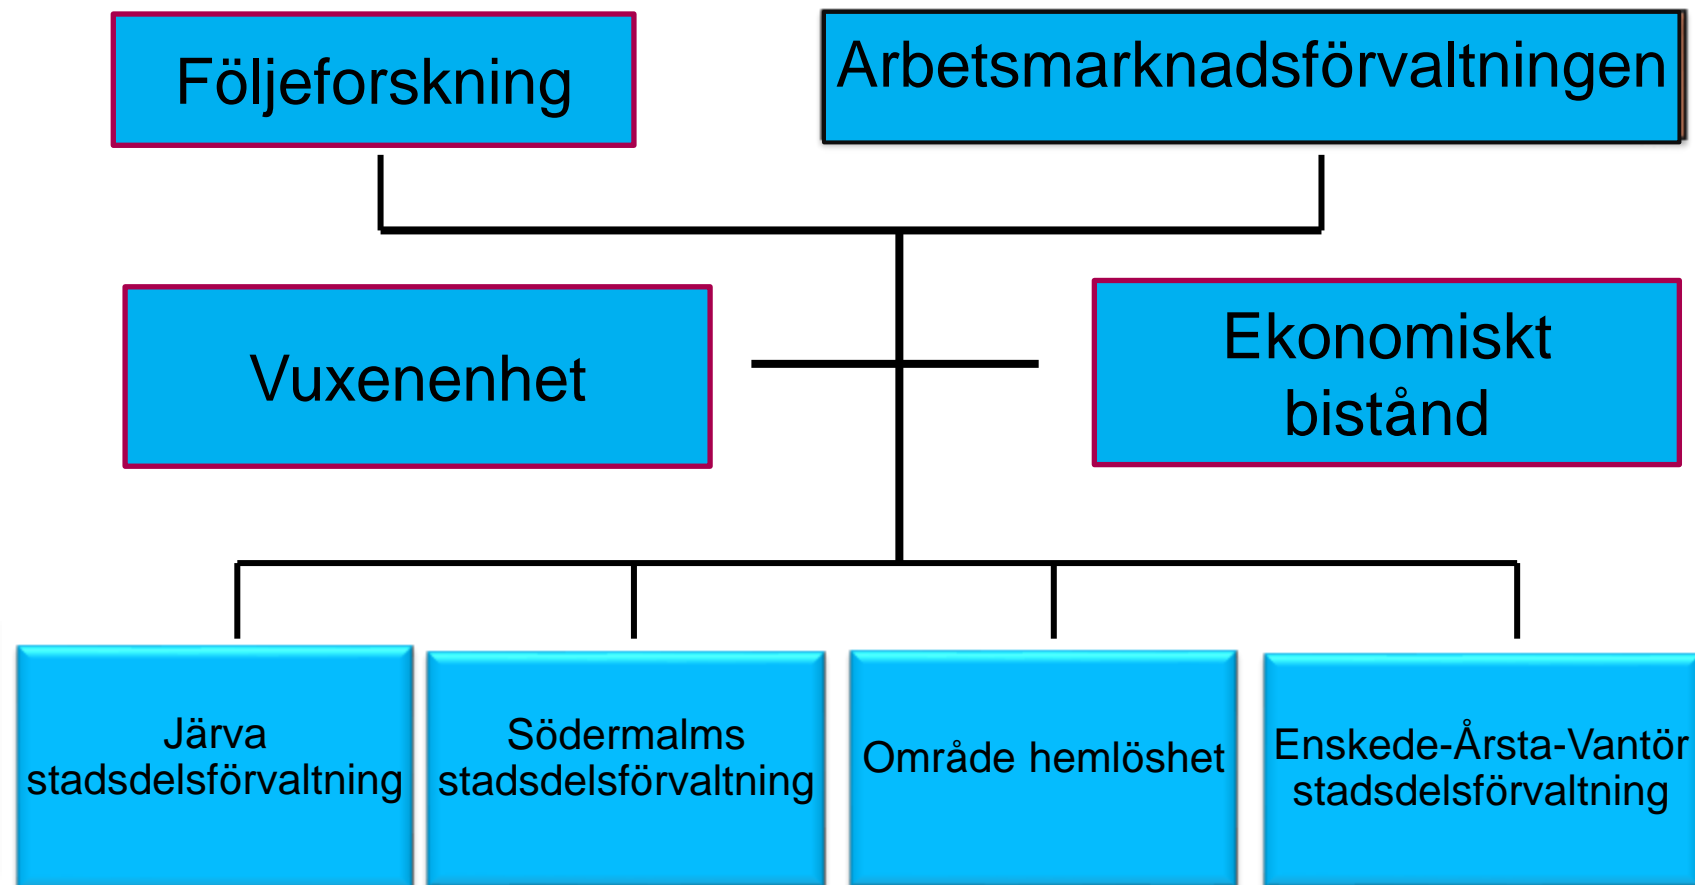 Följeforskning
Arbetsmarknadsförvaltningen
Vuxenenhet
Ekonomiskt
bistånd
Järva
stadsdelsförvaltning
Södermalms
stadsdelsförvaltning
Område hemlöshet
Enskede-Årsta-Vantör
stadsdelsförvaltning